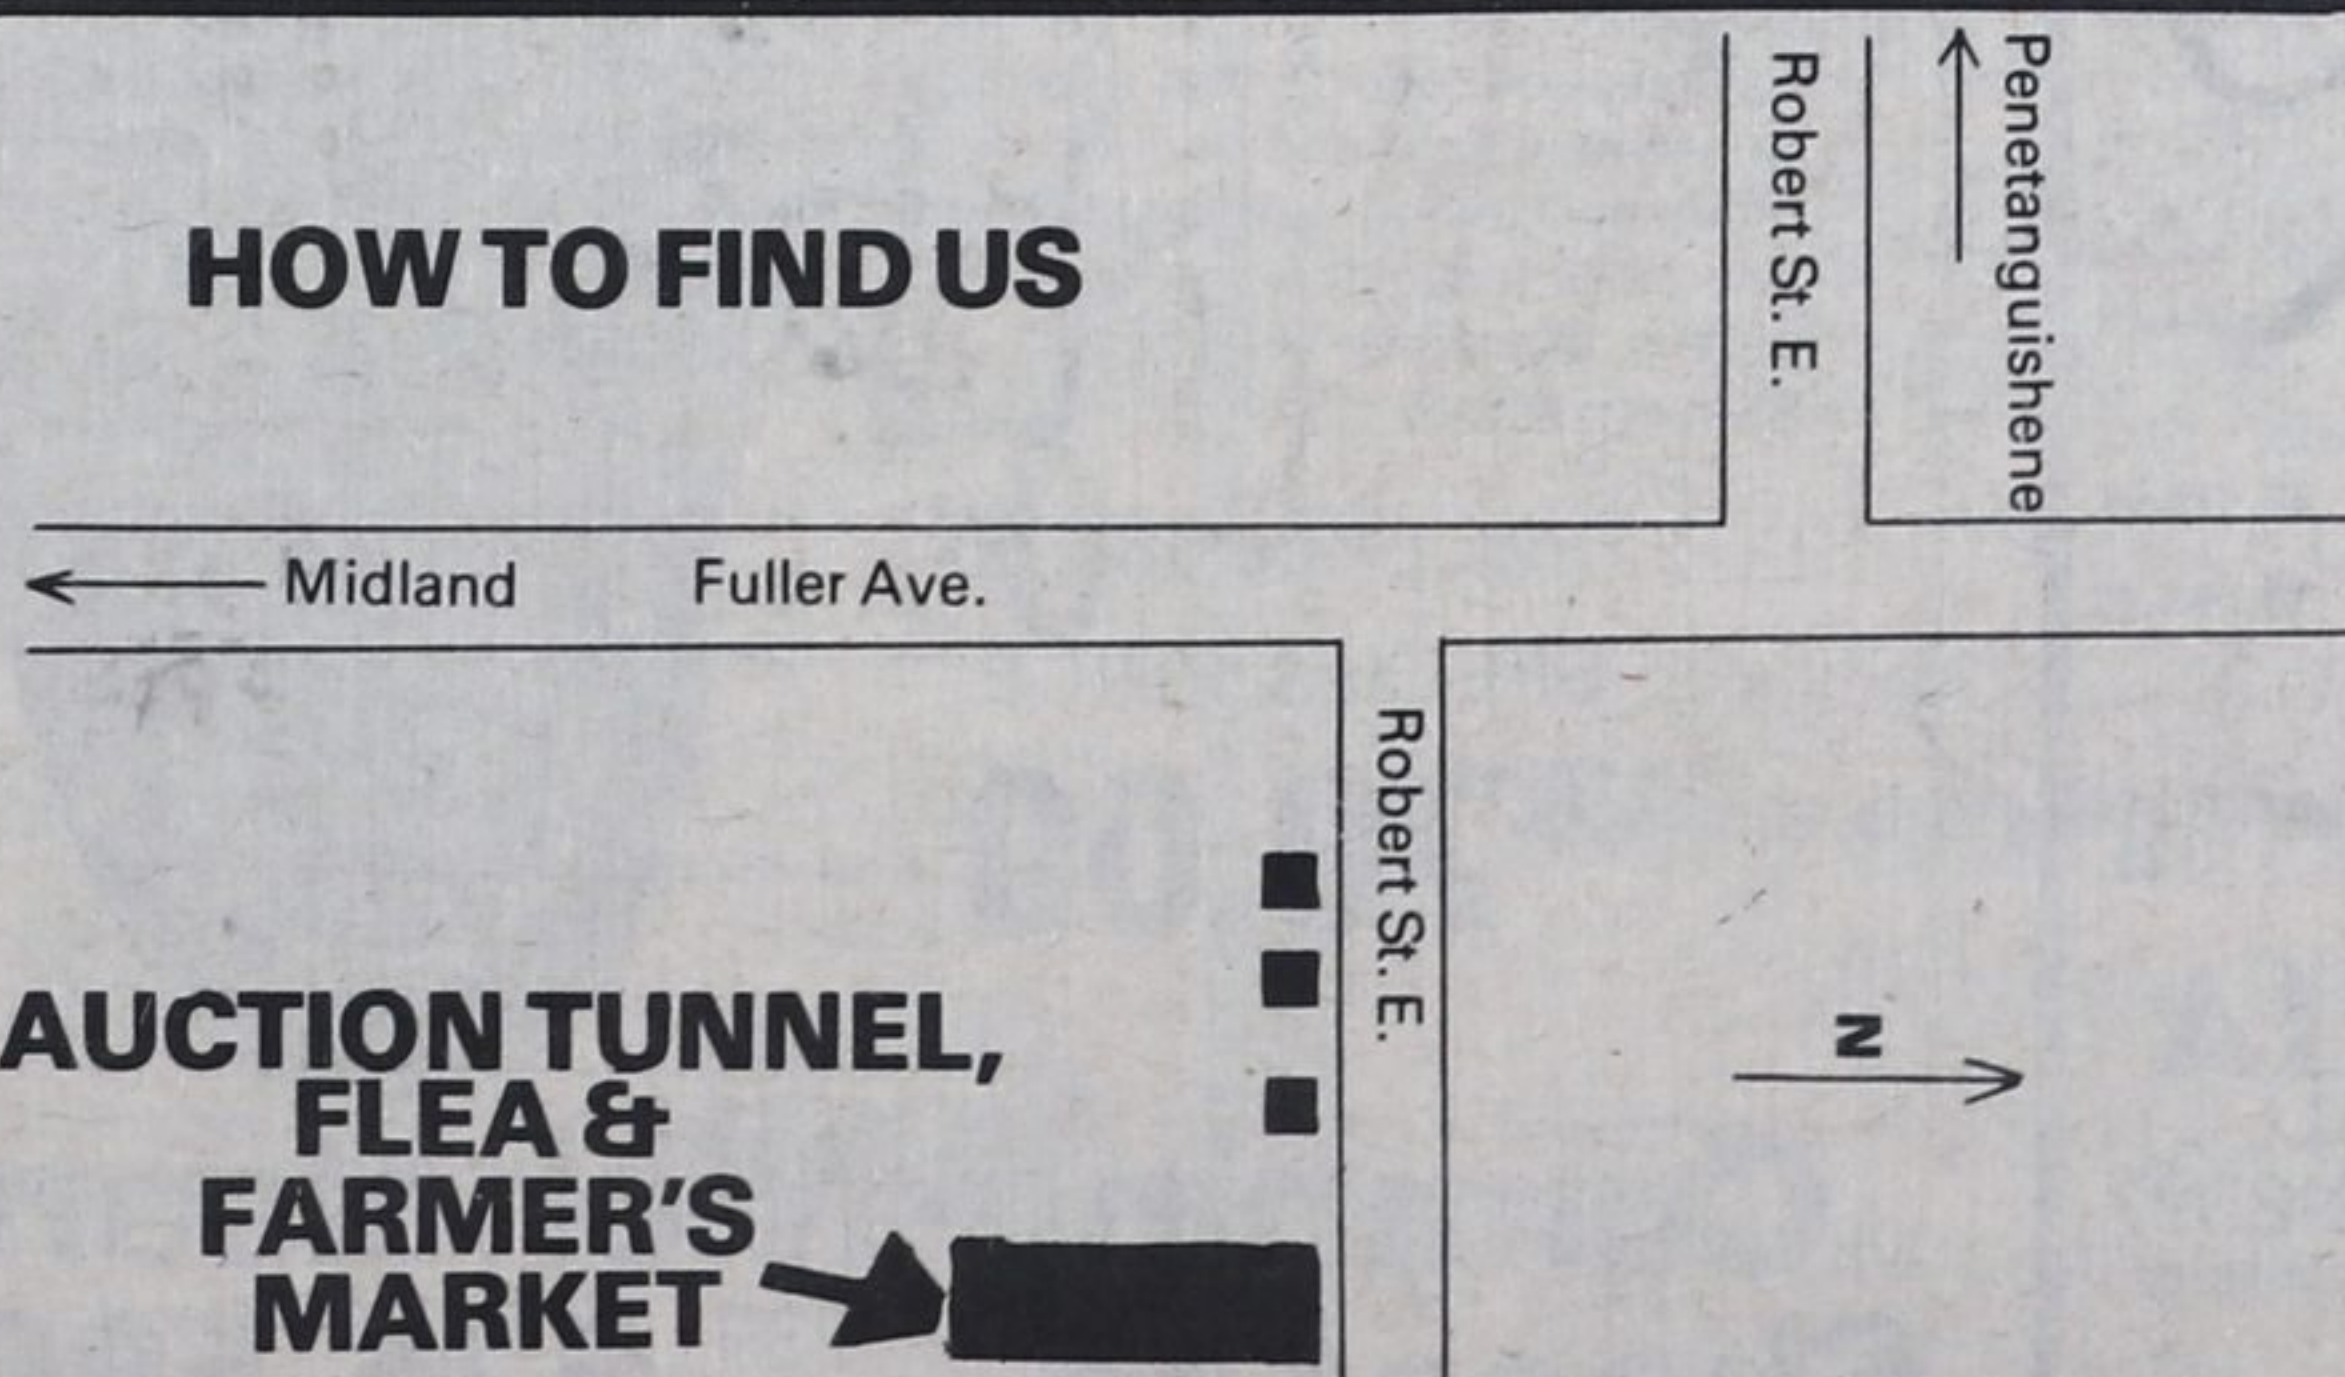 Penetanguishene
Robert St. E.
HOW TO FIND US
Midland
Fuller Ave.
Robert St. E.
AUCTION TUNNEL,
FLEA &
FARMER'S
MARKET
N